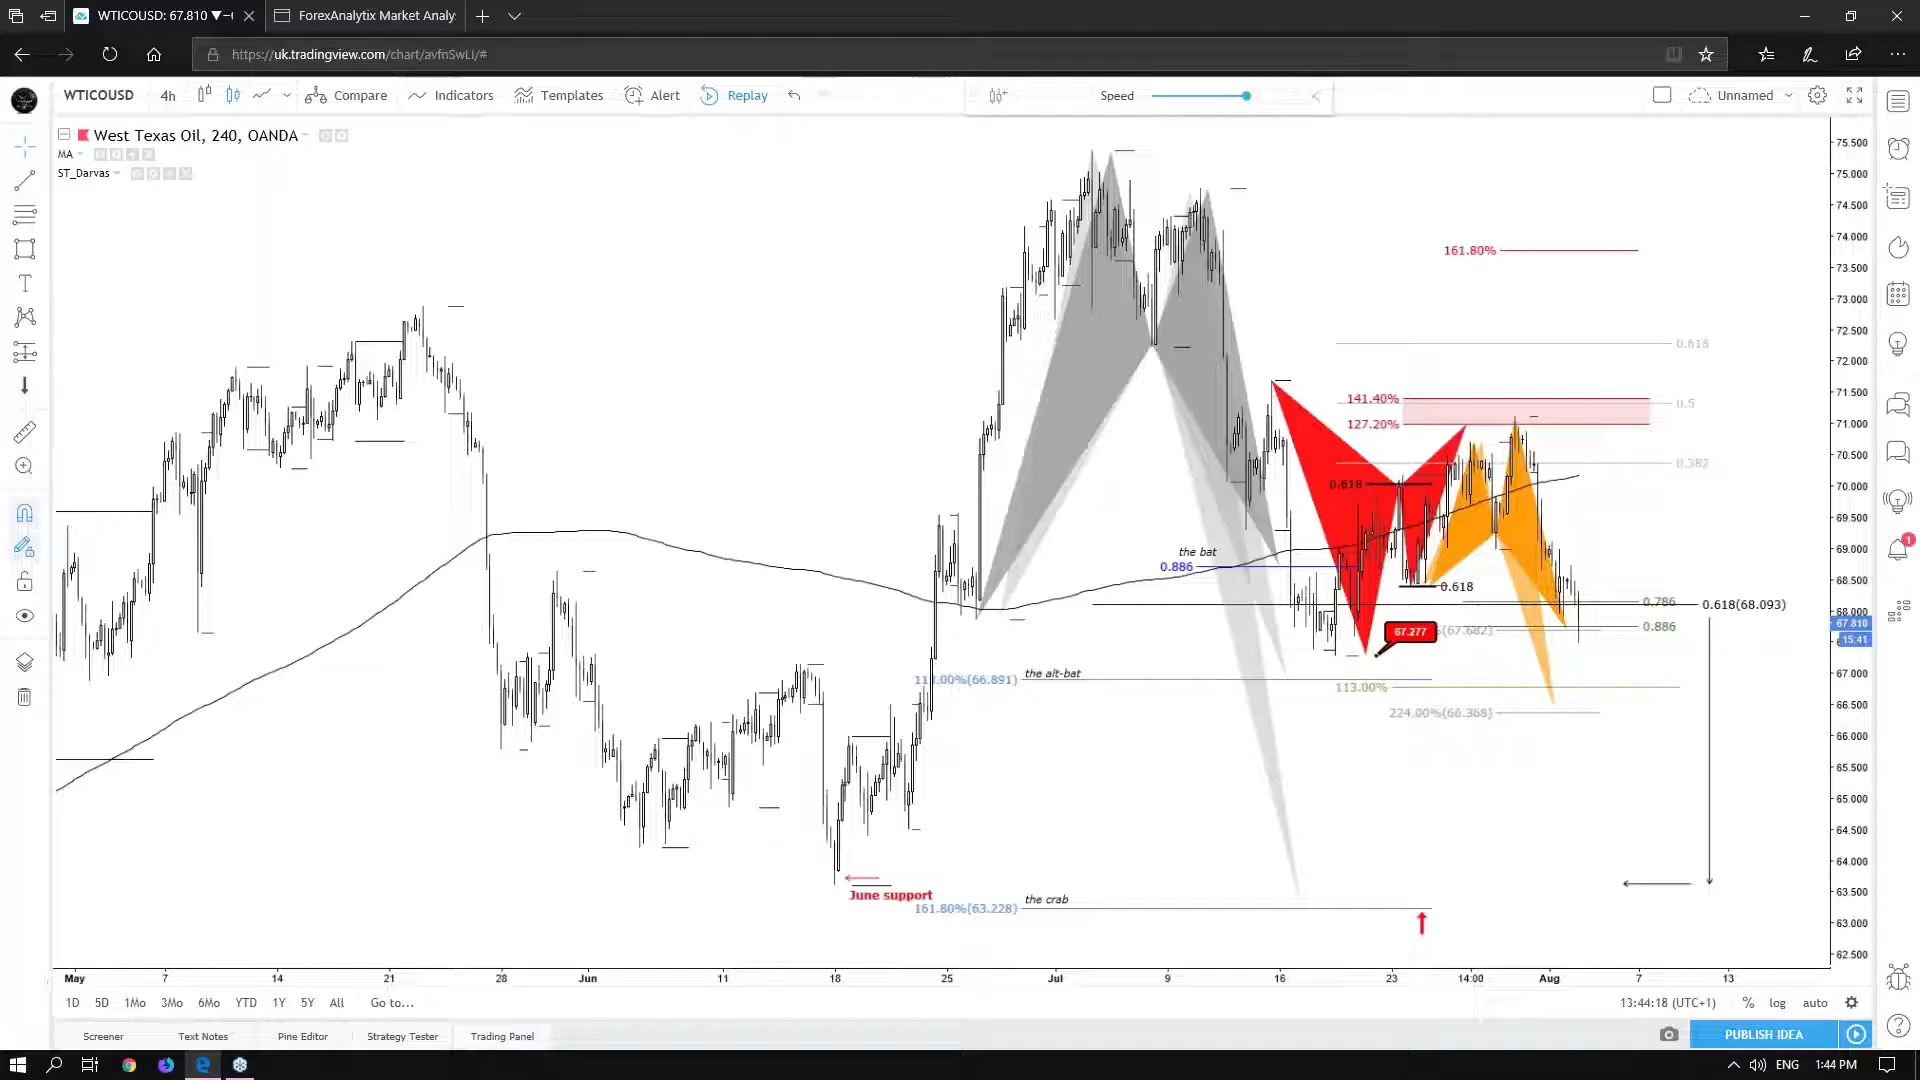 WTICOUSD: 67.810 ▼−(
ForexAnalytix Market Analy:
https://uk.tradingview.com/chart/avfnSwLI/#
WTICOUSD 4h Compare Indicators Templates Alert Replay Speed Unnamed
West Texas Oil, 240, OANDA
MA
ST_Darvas
75.500
75.000
74.500
161.80%
74.000
73.500
73.000
72.500
0.618
72.000
71.500
141.40%
0.5
127.20%
71.000
70.500
0.382
0.618
70.000
69.500
the bat
69.000
0.886
68.500
0.618
0.786
0.618(68.093)
68.000
67.810
15:41
67.277
(67.682)
0.886
the alt-bat
67.000
(66.891)
113.00%
66.500
224.00%(66.368)
66.000
65.500
65.000
64.500
64.000
63.500
June support
the crab
161.80%(63.228)
63.000
62.500
May 7 14 21 28 Jun 11 18 25 Jul 9 16 23 14:00 Aug 7 13
1D 5D 1Mo 3Mo 6Mo YTD 1Y 5Y All Go to...
13:44:18 (UTC+1) % log auto
Screener Text Notes Pine Editor Strategy Tester Trading Panel
PUBLISH IDEA
1
ENG 1:44 PM